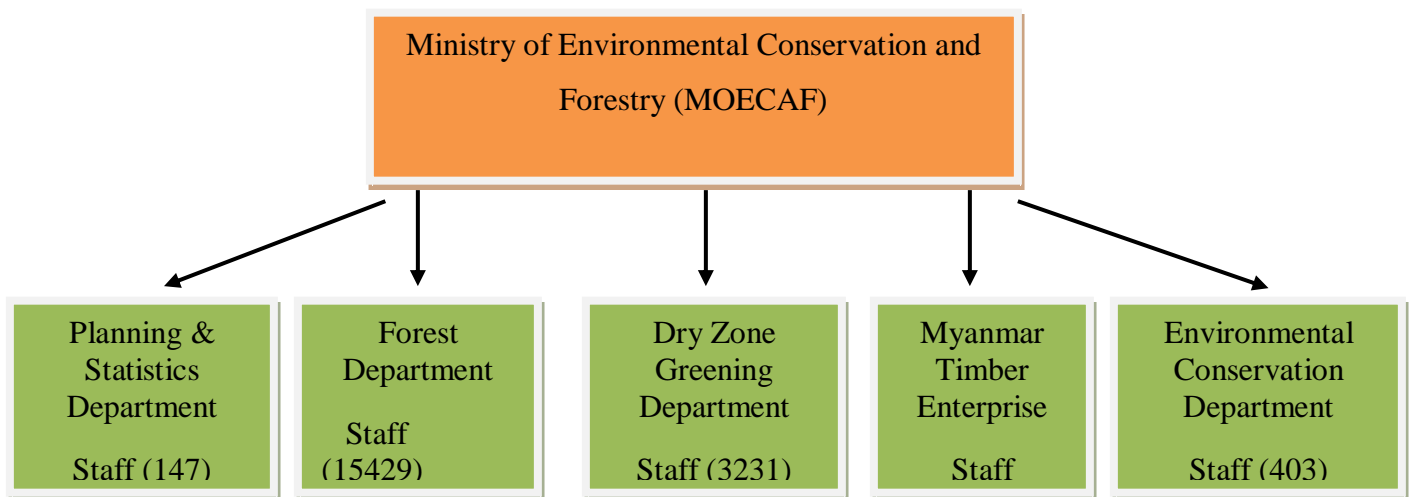 Ministry of Environmental Conservation and
Forestry (MOECAF)
Planning &
Statistics
Department
Staff (147)
Forest
Department
Staff
(15429)
Dry Zone
Greening
Department
Staff (3231)
Myanmar
Timber
Enterprise
Staff
Environmental
Conservation
Department
Staff (403)